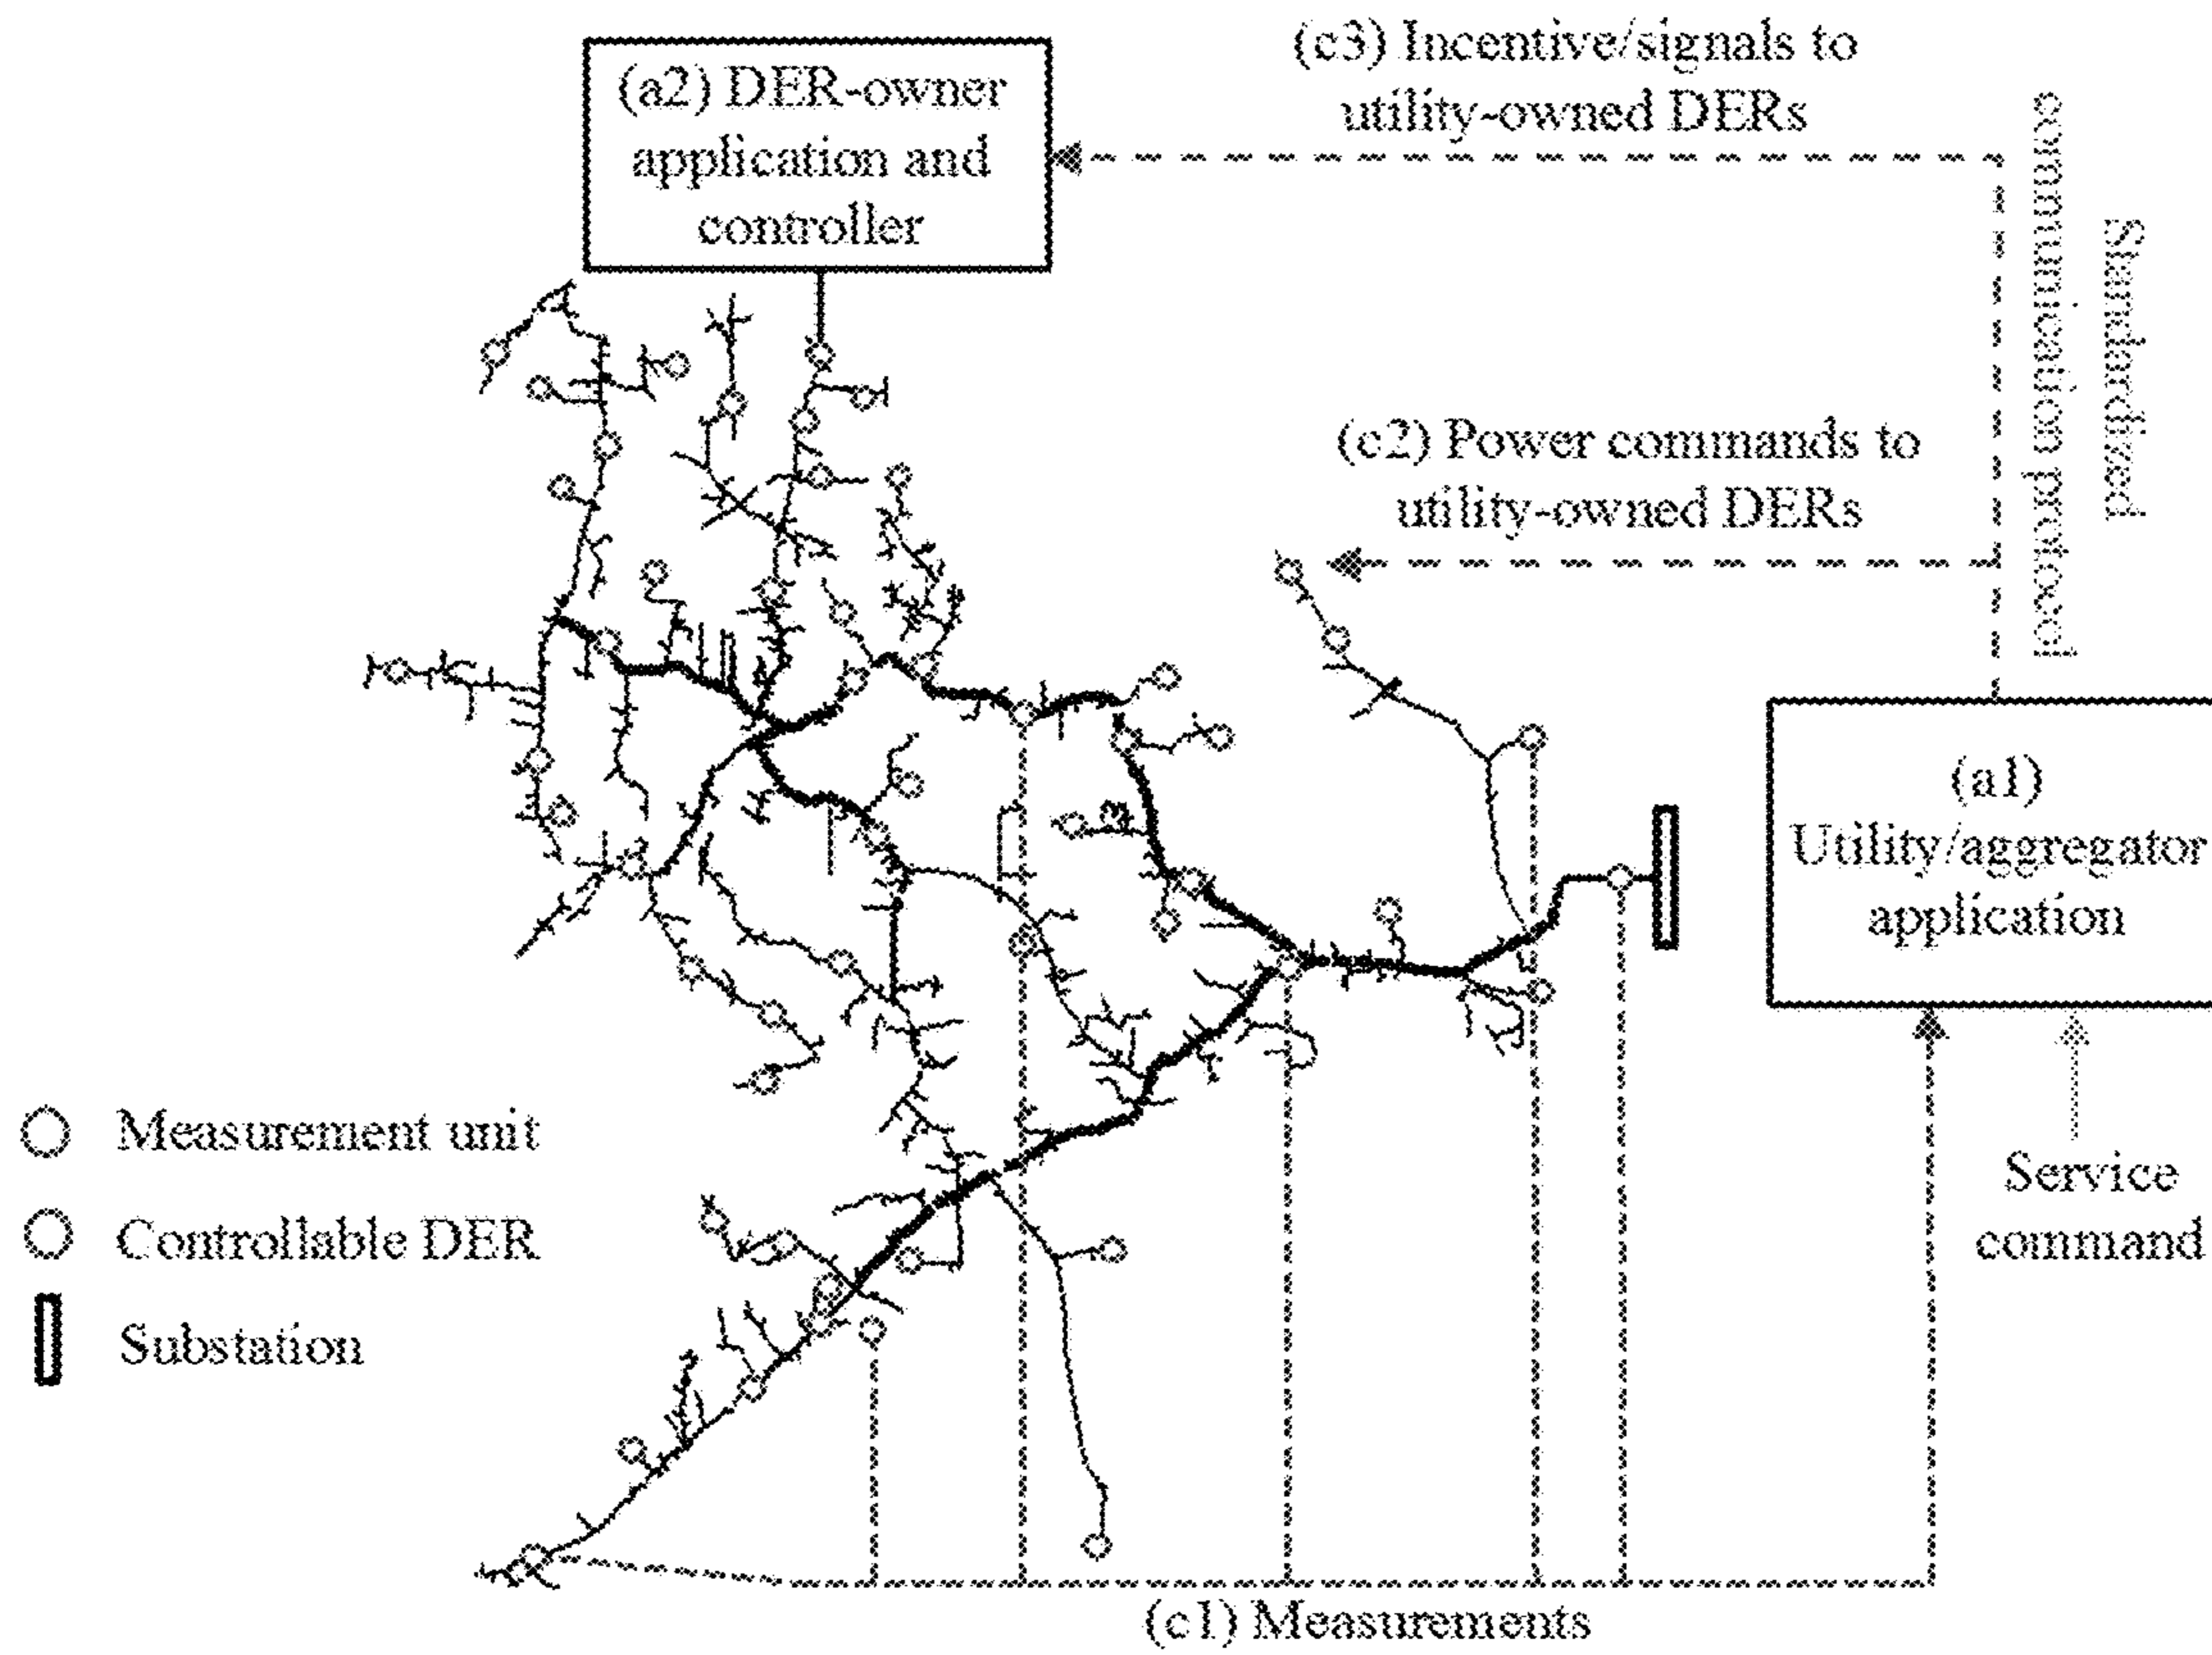 (c3) Incentive/signals to
utility-owned DERs
(a2) DER-owner
application and
controller
Standardized
communication protocol
(c2) Power commands to
utility-owned DERs
(a1)
Utility/aggregator
application
Measurement unit
Controllable DER
Substation
Service
command
(c1) Measurements